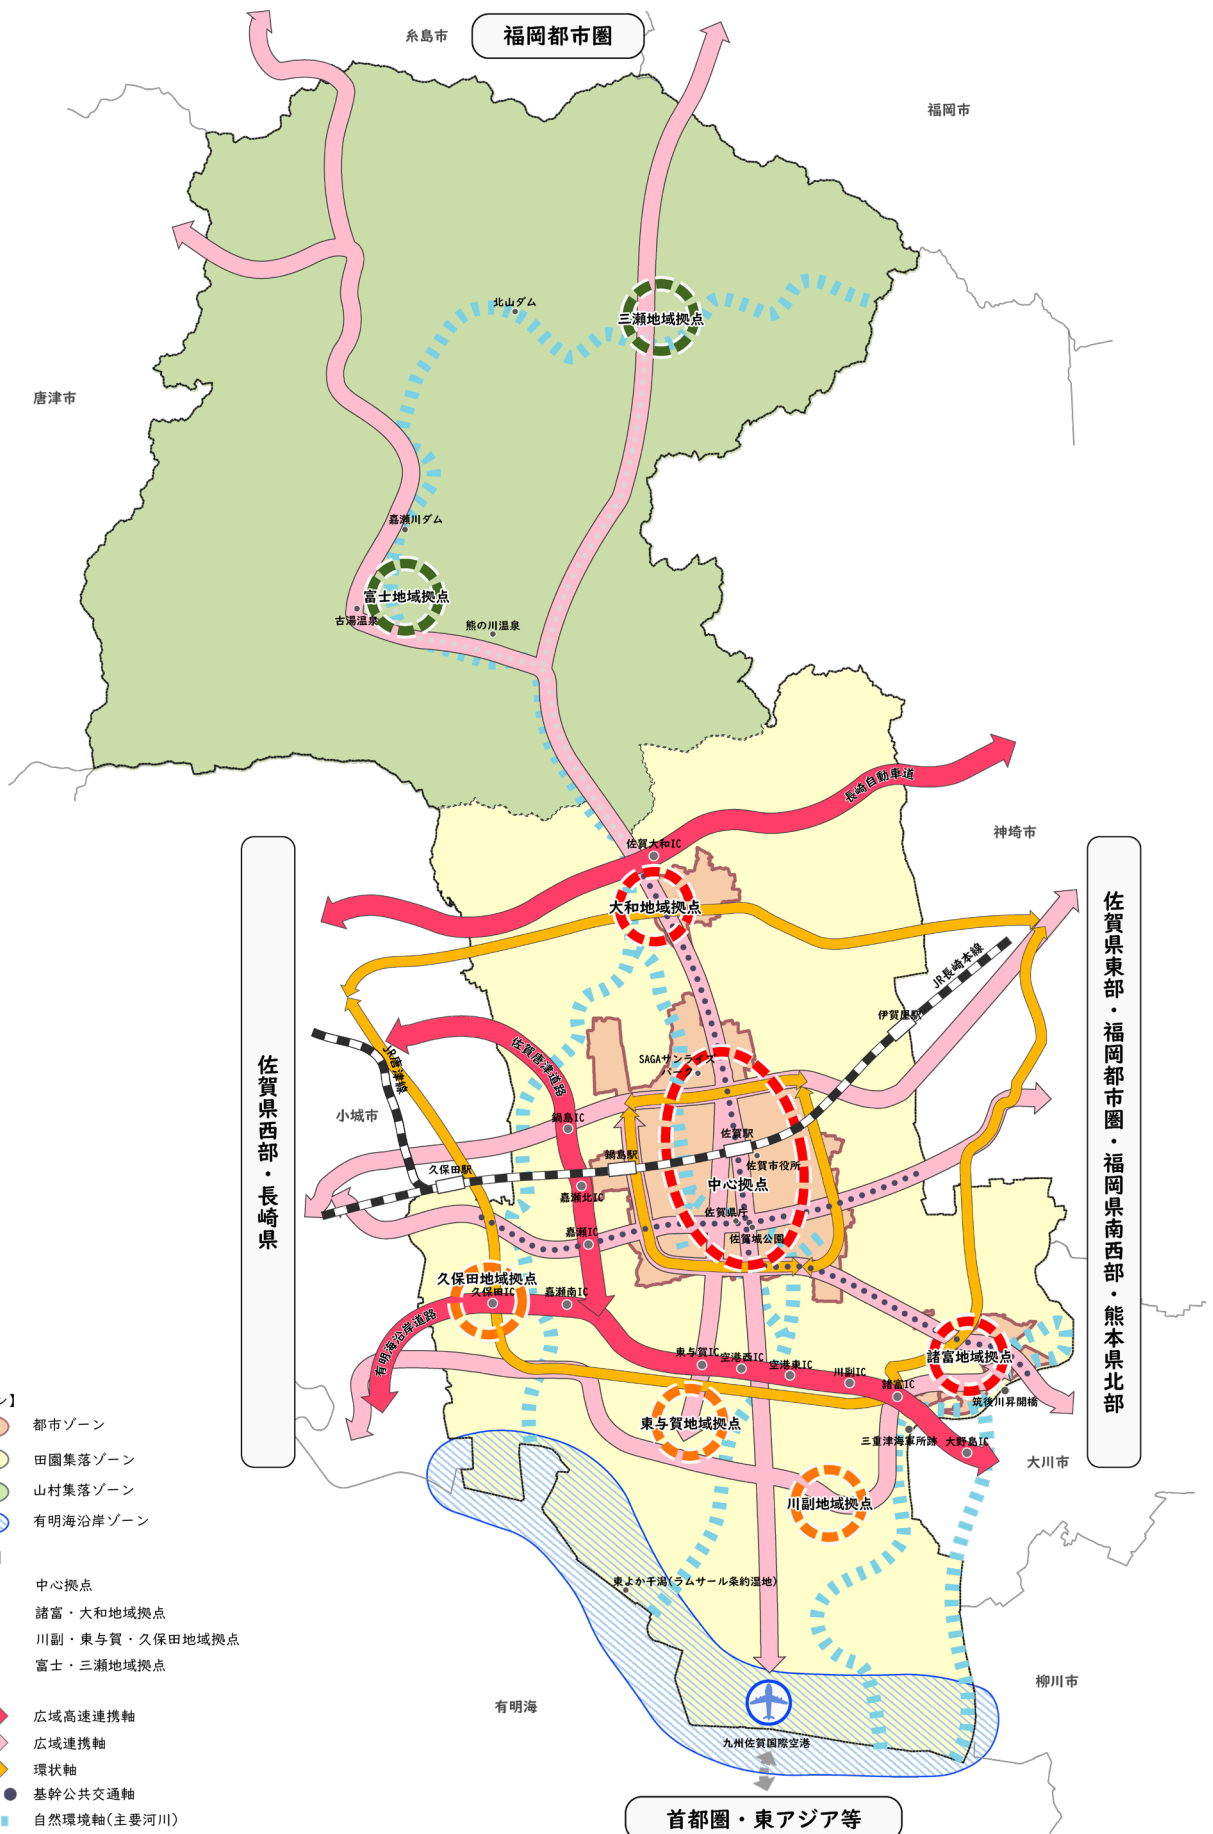 糸島市
福岡都市圏
福岡市
北山ダム
三瀬地域拠点
唐津市
嘉瀬川ダム
富士地域拠点
古湯温泉
熊の川温泉
長崎自動車道
神埼市
佐賀大和IC
大和地域拠点
佐賀県西部・長崎県
佐賀県東部・福岡都市圏・福岡県南西部・熊本県北部
JR長崎本線
伊賀屋駅
JR唐津線
佐賀唐津道路
SAGAサンライズ
パーク
小城市
鍋島IC
佐賀駅
鍋島駅
佐賀市役所
久保田駅
中心拠点
嘉瀬北IC
佐賀県庁
嘉瀬IC
佐賀城公園
久保田地域拠点
久保田IC
嘉瀬南IC
有明海沿岸道路
東与賀IC
空港西IC
空港東IC
川副IC
諸富IC
諸富地域拠点
筑後川昇開橋
東与賀地域拠点
三重津海軍所跡
大野島IC
大川市
川副地域拠点
東よか干潟(ラムサール条約湿地)
柳川市
有明海
九州佐賀国際空港
首都圏・東アジア等
ン】
都市ゾーン
田園集落ゾーン
山村集落ゾーン
有明海沿岸ゾーン
中心拠点
諸富・大和地域拠点
川副・東与賀・久保田地域拠点
富士・三瀬地域拠点
広域高速連携軸
広域連携軸
環状軸
基幹公共交通軸
自然環境軸(主要河川)